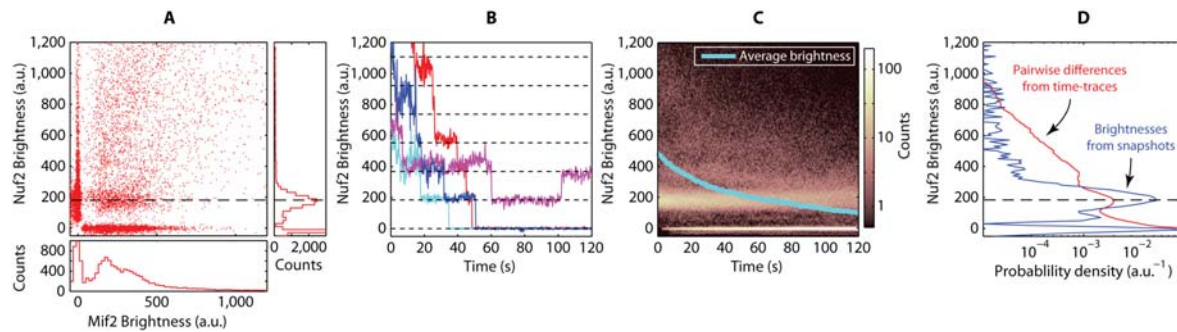 A
1,200
1,000
800
600
400
200
0
Nuf2 Brightness (a.u.)
0 2,000
Counts
800
600
400
200
0
Counts
0 500 1,000
Mif2 Brightness (a.u.)
B
1,200
1,000
800
600
400
200
0
Nuf2 Brightness (a.u.)
0 20 40 60 80 100 120
Time (s)
C
Average brightness
1,200
1,000
800
600
400
200
0
Nuf2 Brightness (a.u.)
0 20 40 60 80 100 120
Time (s)
100
10
1
Counts
D
1,200
1,000
800
600
400
200
0
Nuf2 Brightness (a.u.)
Pairwise differences
from time-traces
Brightnesses
from snapshots
10⁻⁴ 10⁻³ 10⁻²
Probablility density (a.u.⁻¹)